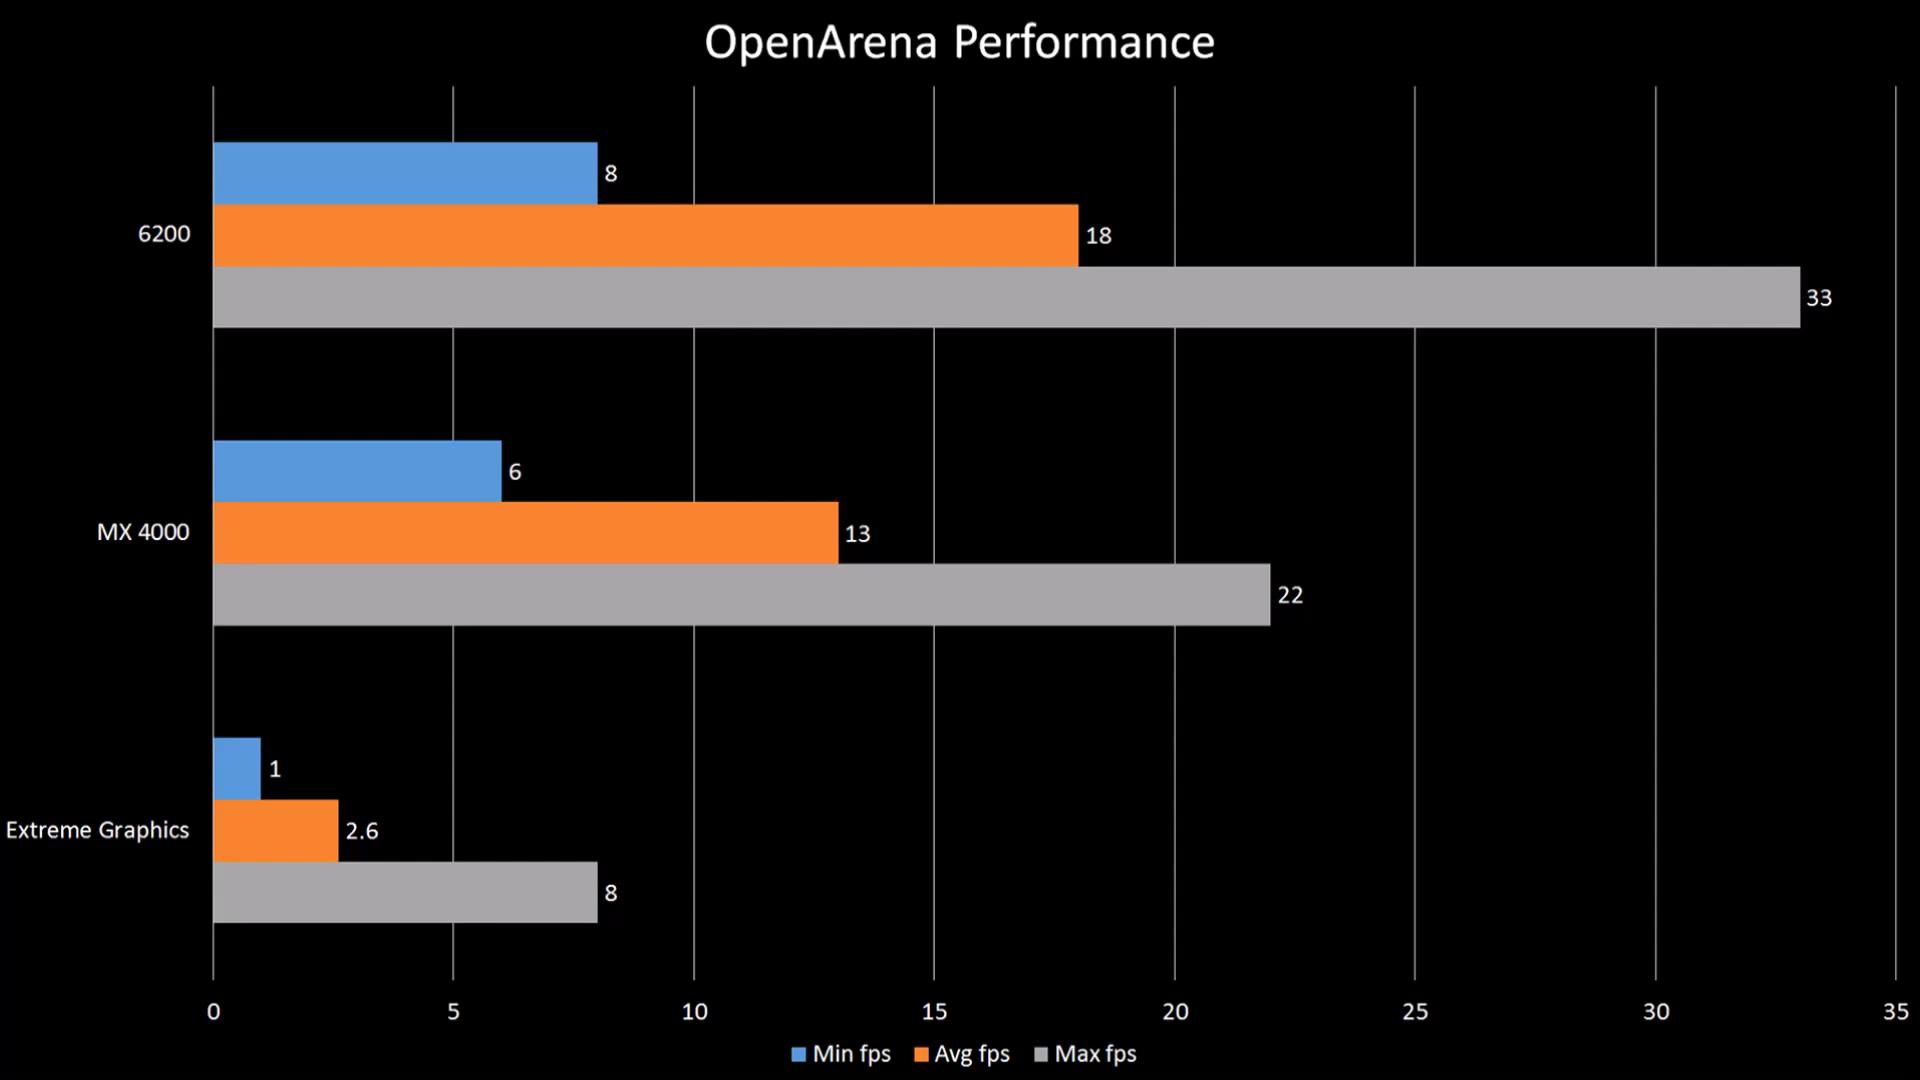 OpenArena Performance
8
6200
18
33
6
MX 4000
13
22
1
Extreme Graphics
2.6
8
0 5 10 15 20 25 30 35
Min fps Avg fps Max fps